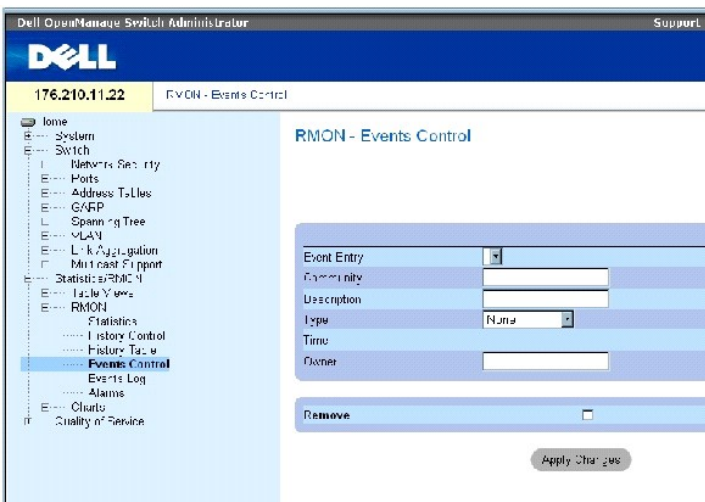 Dell OpenManage Switch Administrator
Support
DELL
176.210.11.22
RMON - Events Control
Home
System
Switch
Network Security
Ports
Address Tables
GARP
Spanning Tree
VLAN
Link Aggregation
Multicast Support
Statistics/RMON
Table Views
RMON
Statistics
History Control
History Table
Events Control
Events Log
Alarms
Charts
Quality of Service
RMON - Events Control
Event Entry
Community
Description
Type
None
Time
Owner
Remove
Apply Changes